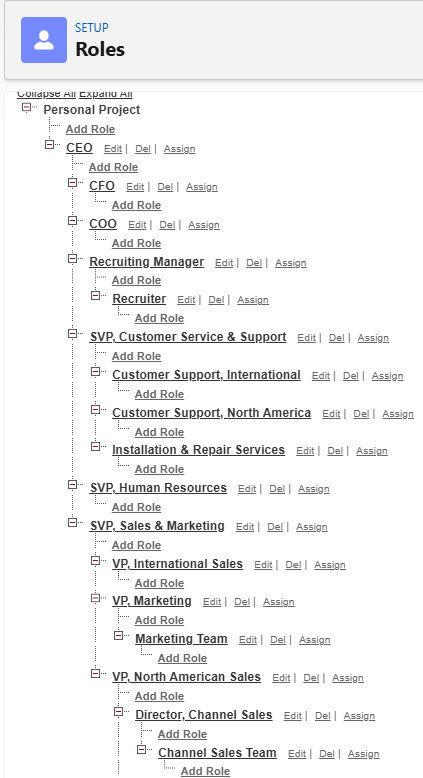 SETUP
Roles
Collapse All Expand All
Personal Project
Add Role
CEO Edit | Del | Assign
Add Role
CFO Edit | Del | Assign
Add Role
COO Edit | Del | Assign
Add Role
Recruiting Manager Edit | Del | Assign
Add Role
Recruiter Edit | Del | Assign
Add Role
SVP, Customer Service & Support Edit | Del | Assign
Add Role
Customer Support, International Edit | Del | Assign
Add Role
Customer Support, North America Edit | Del | Assign
Add Role
Installation & Repair Services Edit | Del | Assign
Add Role
SVP, Human Resources Edit | Del | Assign
Add Role
SVP, Sales & Marketing Edit | Del | Assign
Add Role
VP, International Sales Edit | Del | Assign
Add Role
VP, Marketing Edit | Del | Assign
Add Role
Marketing Team Edit | Del | Assign
Add Role
VP, North American Sales Edit | Del | Assign
Add Role
Director, Channel Sales Edit | Del | Assign
Add Role
Channel Sales Team Edit | Del | Assign
Add Role